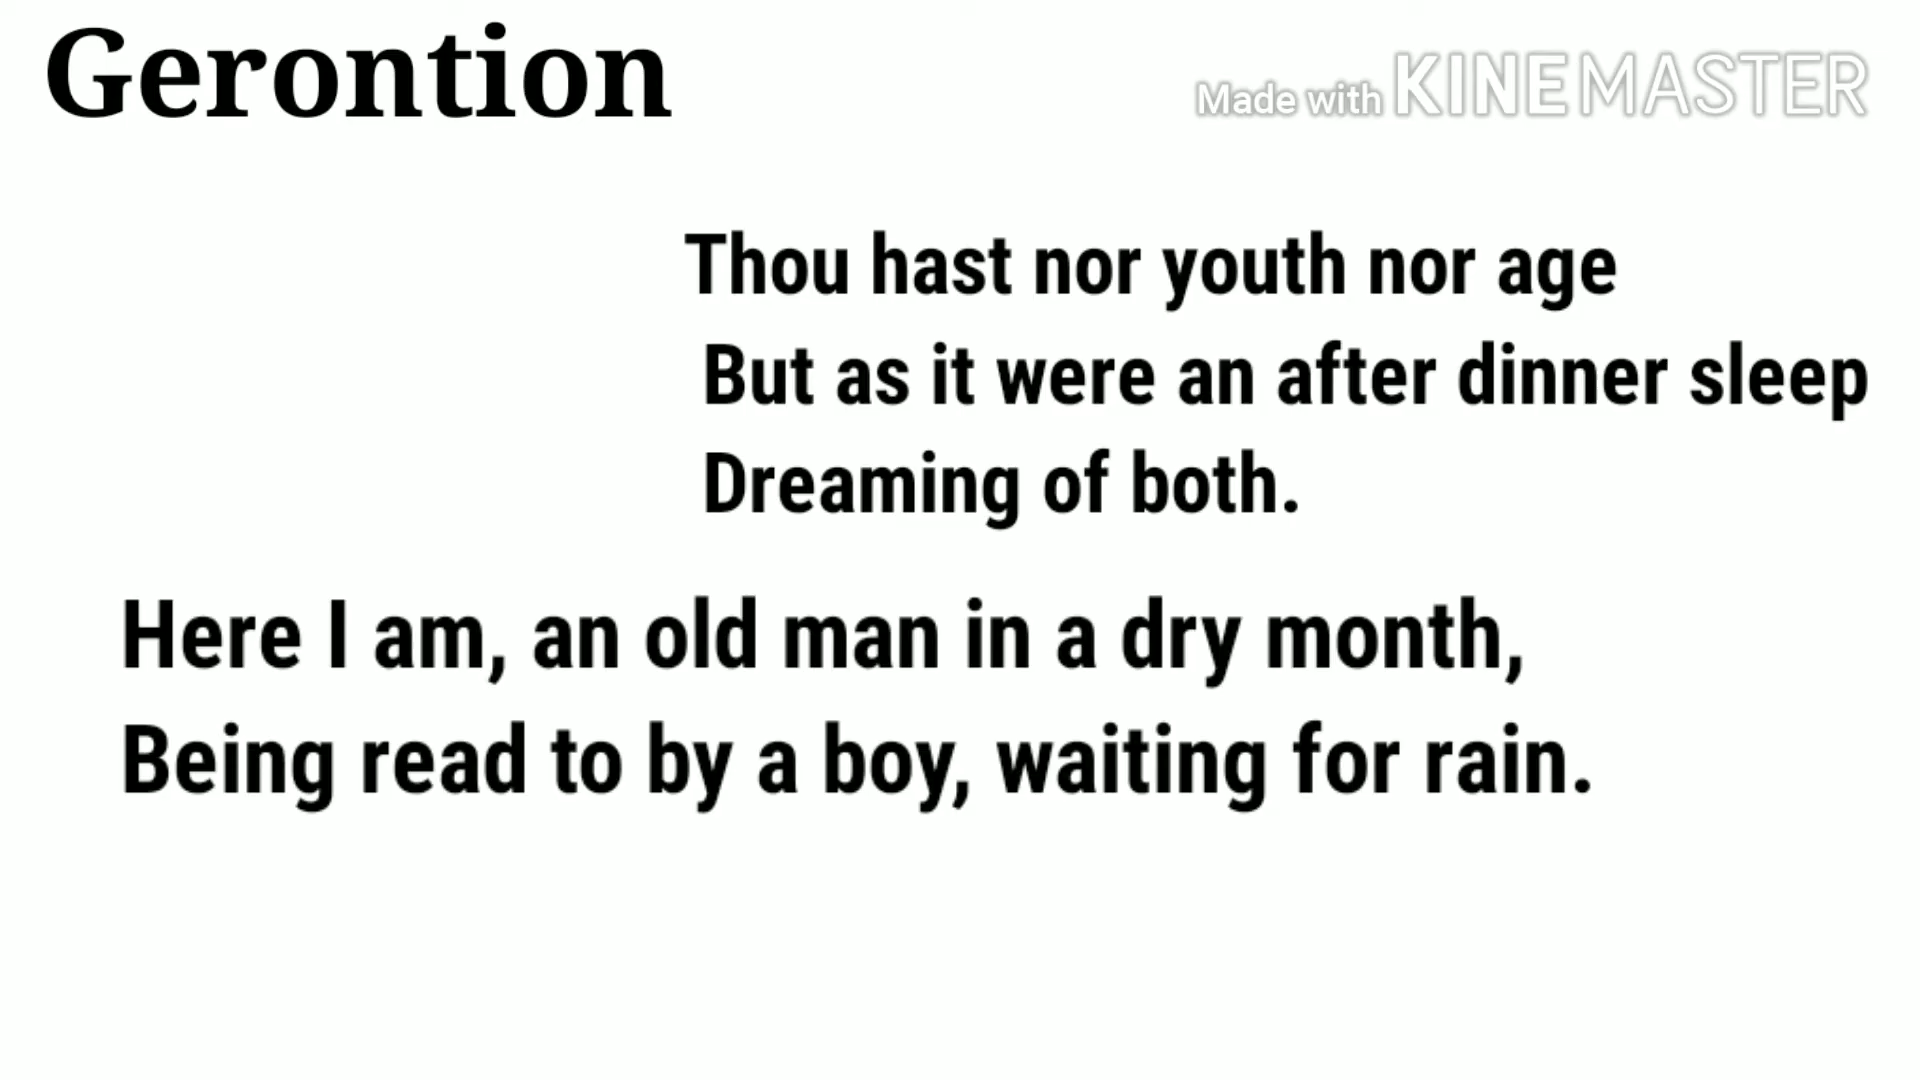 Gerontion
Made with KINEMASTER
Thou hast nor youth nor age
But as it were an after dinner sleep
Dreaming of both.
Here I am, an old man in a dry month,
Being read to by a boy, waiting for rain.